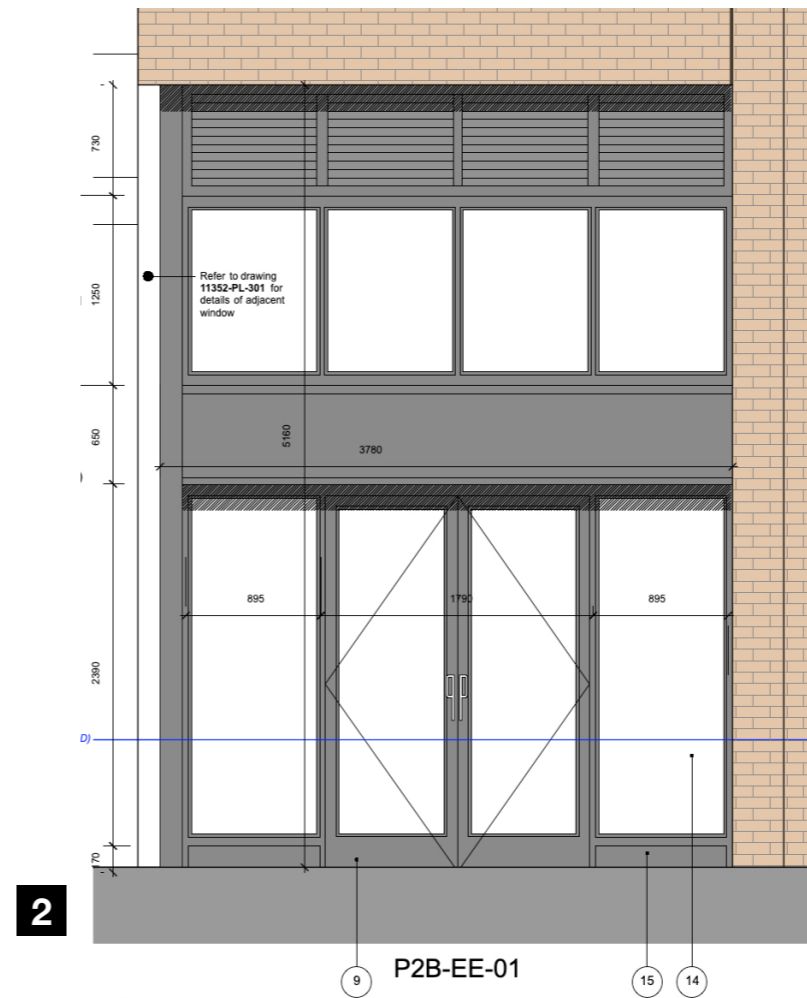 730
Refer to drawing
11352-PL-301 for
details of adjacent
window
1250
650
5160
3780
895
1790
895
2390
D)
2
P2B-EE-01
9
15
14